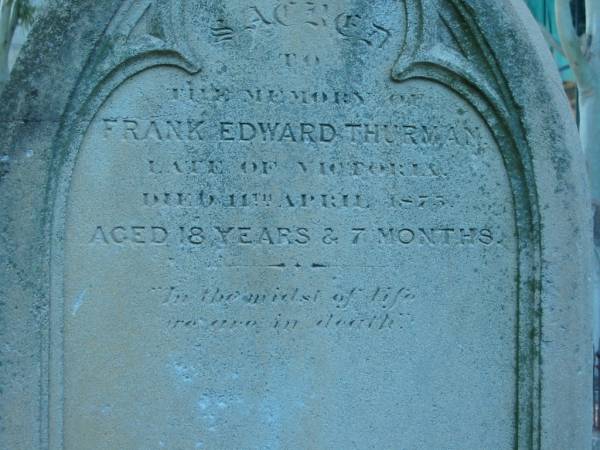 SACRED
TO
THE MEMORY OF
FRANK EDWARD THURMAN,
LATE OF VICTORIA.
DIED 11TH APRIL 1875.
AGED 18 YEARS & 7 MONTHS.
"In the midst of life
we are in death".